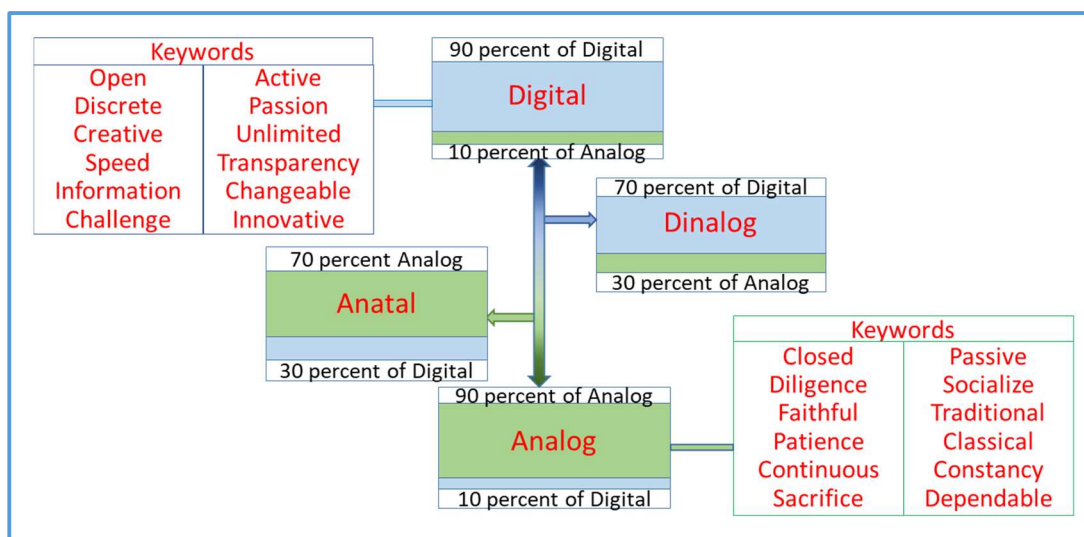 Keywords
Open
Discrete
Creative
Speed
Information
Challenge
Active
Passion
Unlimited
Transparency
Changeable
Innovative
90 percent of Digital
Digital
10 percent of Analog
70 percent of Digital
Dinalog
30 percent of Analog
70 percent Analog
Anatal
30 percent of Digital
90 percent of Analog
Analog
10 percent of Digital
Keywords
Closed
Diligence
Faithful
Patience
Continuous
Sacrifice
Passive
Socialize
Traditional
Classical
Constancy
Dependable